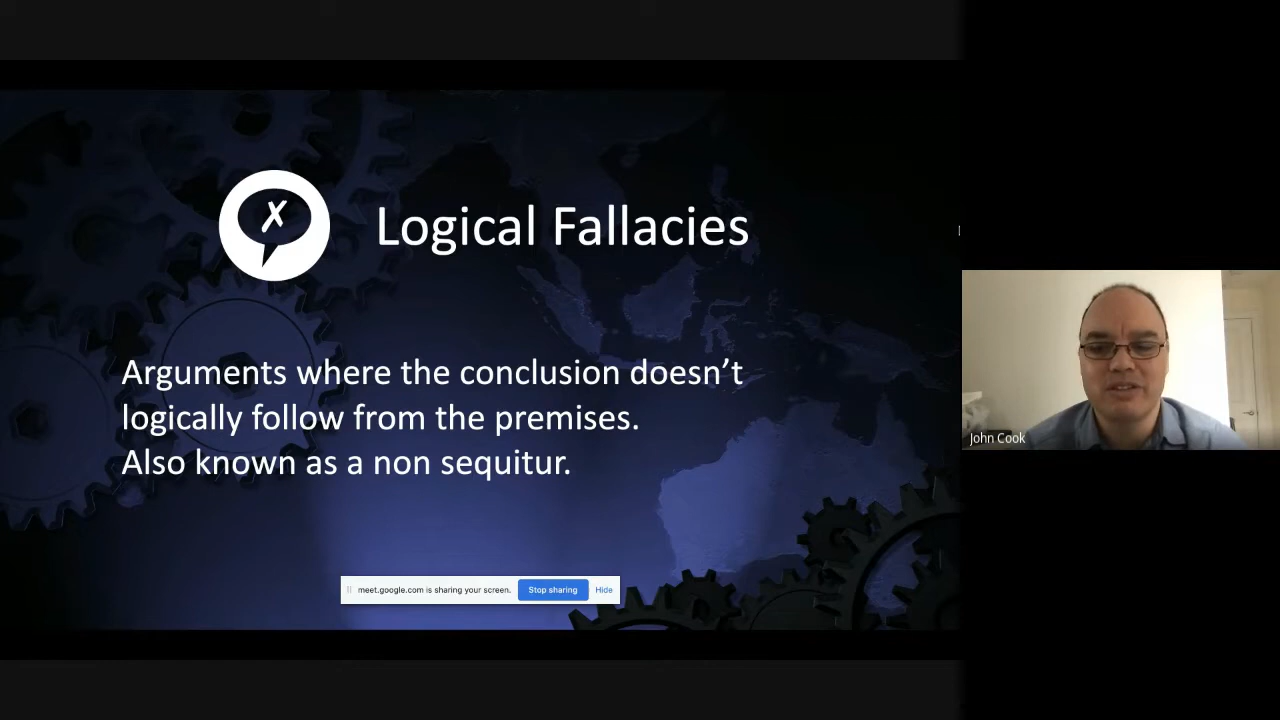 Logical Fallacies
Arguments where the conclusion doesn’t
logically follow from the premises.
Also known as a non sequitur.
meet.google.com is sharing your screen. Stop sharing Hide
John Cook